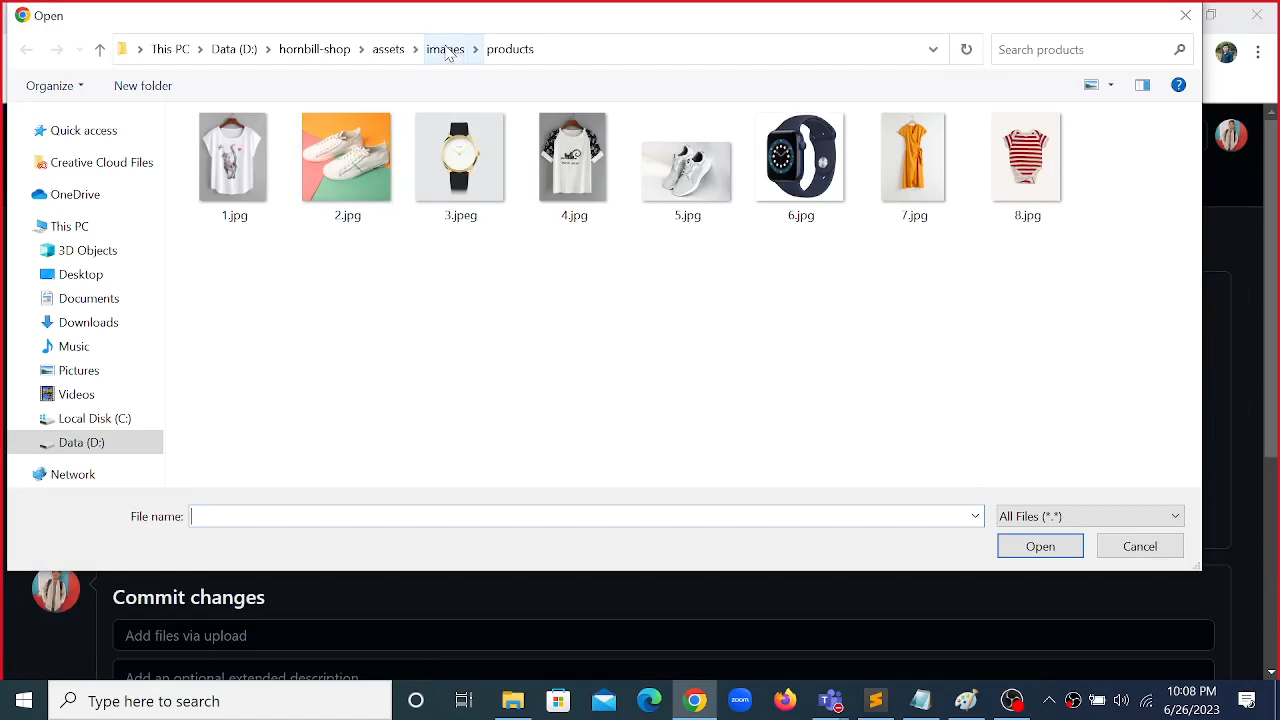 Open
This PC
Data (D:)
hornbill-shop
assets
images
products
Search products
Organize
New folder
Quick access
Creative Cloud Files
OneDrive
This PC
3D Objects
Desktop
Documents
Downloads
Music
Pictures
Videos
Local Disk (C:)
Data (D:)
Network
1.jpg
2.jpg
3.jpeg
4.jpg
5.jpg
6.jpg
7.jpg
8.jpg
File name:
All Files (*.*)
Open
Cancel
Commit changes
Add files via upload
Add an optional extended description
Type here to search
zoom
10:08 PM
6/26/2023